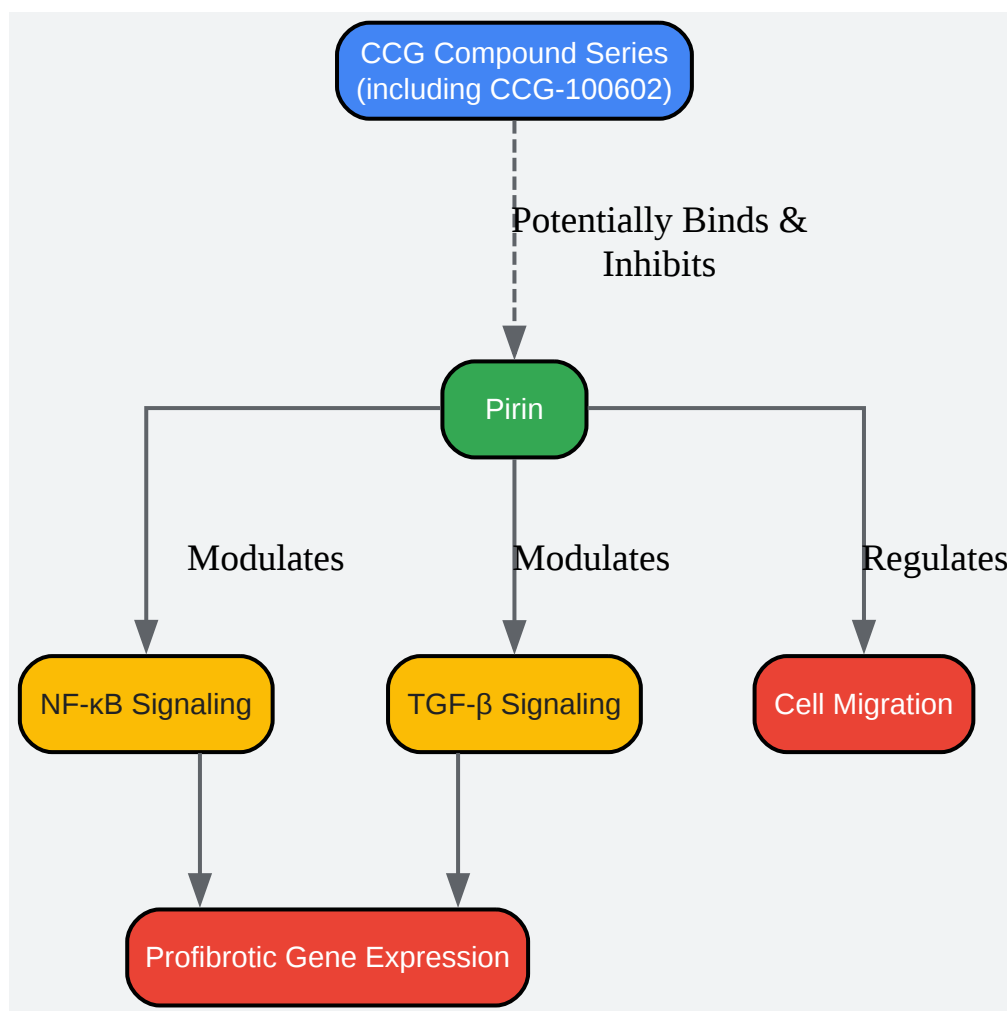 CCG Compound Series
(including CCG-100602)
Potentially Binds &
Inhibits
Pirin
Modulates
Modulates
Regulates
NF-κB Signaling
TGF-β Signaling
Cell Migration
Profibrotic Gene Expression